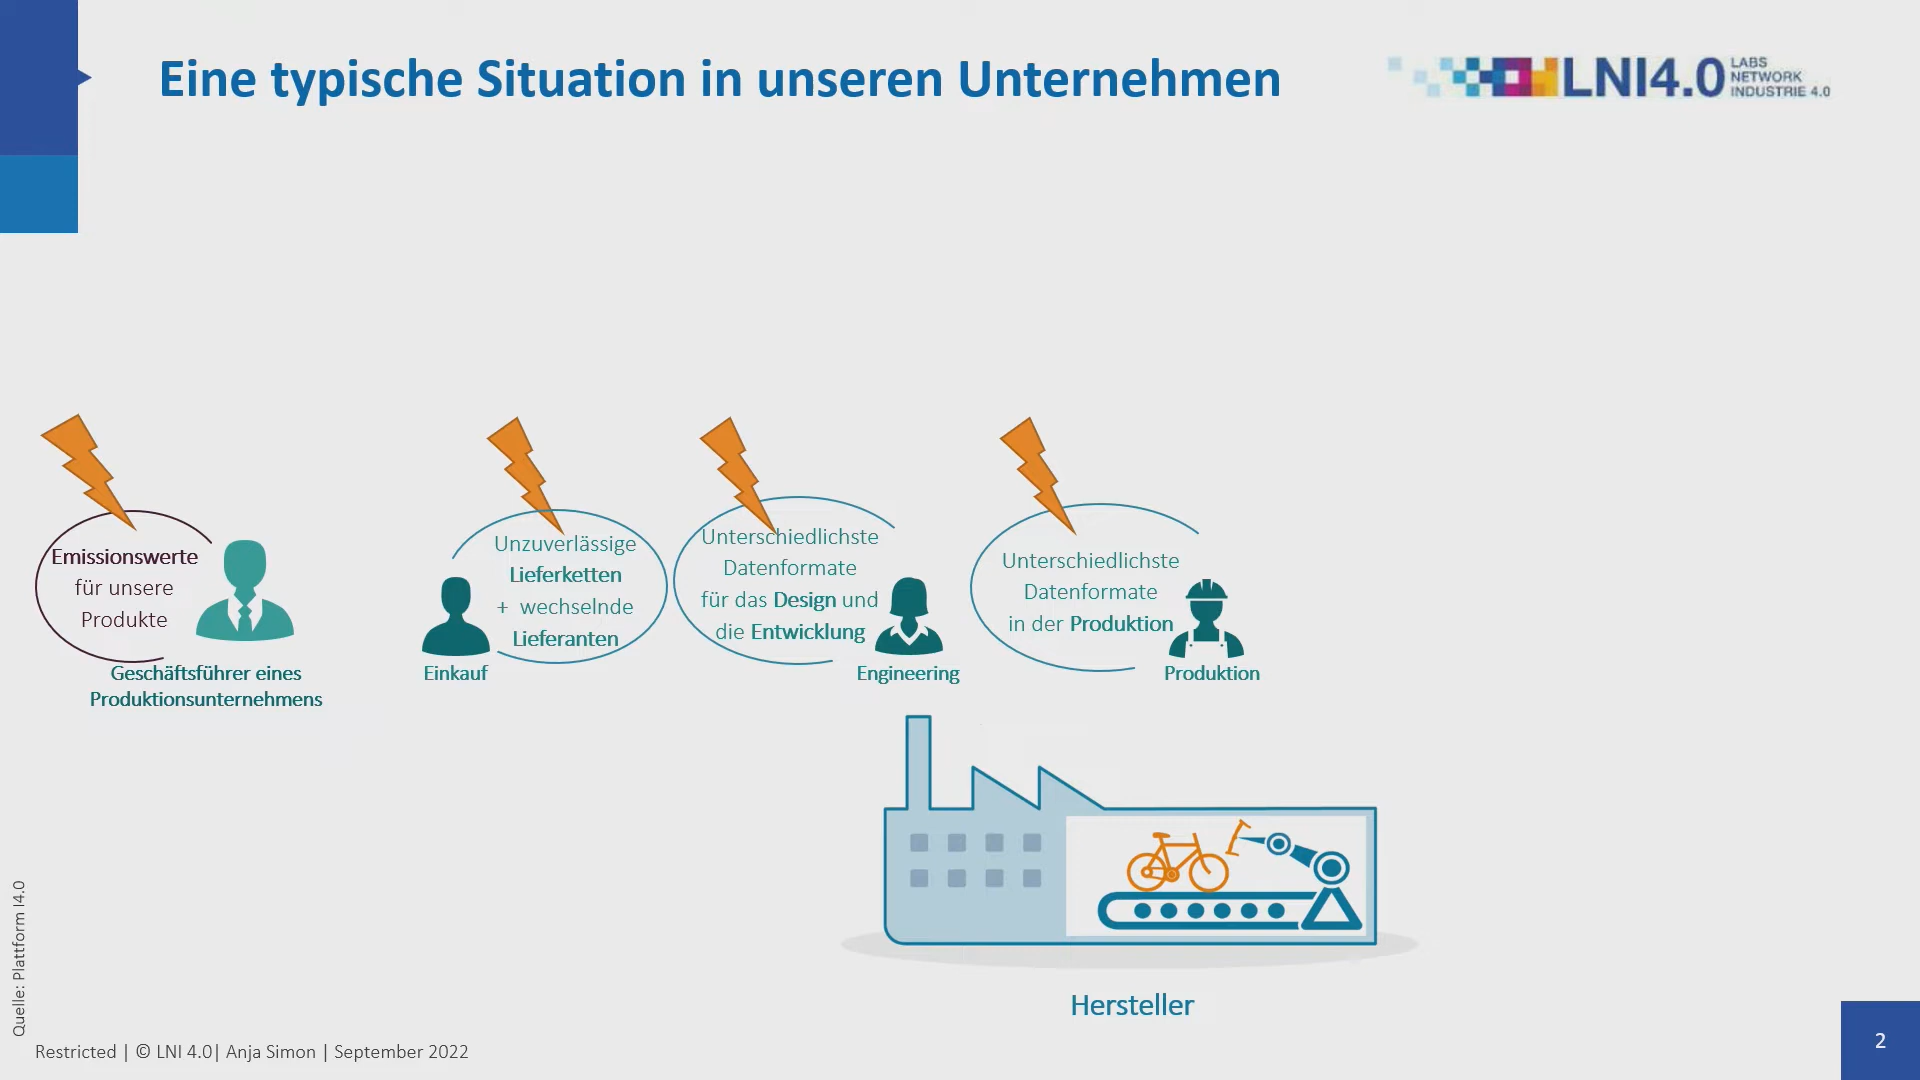 Eine typische Situation in unseren Unternehmen
LNI4.0
LABS
NETWORK
INDUSTRIE 4.0
Emissionswerte
für unsere
Produkte
Geschäftsführer eines
Produktionsunternehmens
Unzuverlässige
Lieferketten
+ wechselnde
Lieferanten
Einkauf
Unterschiedlichste
Datenformate
für das Design und
die Entwicklung
Engineering
Unterschiedlichste
Datenformate
in der Produktion
Produktion
Hersteller
Quelle: Plattform I4.0
Restricted | © LNI 4.0| Anja Simon | September 2022
2